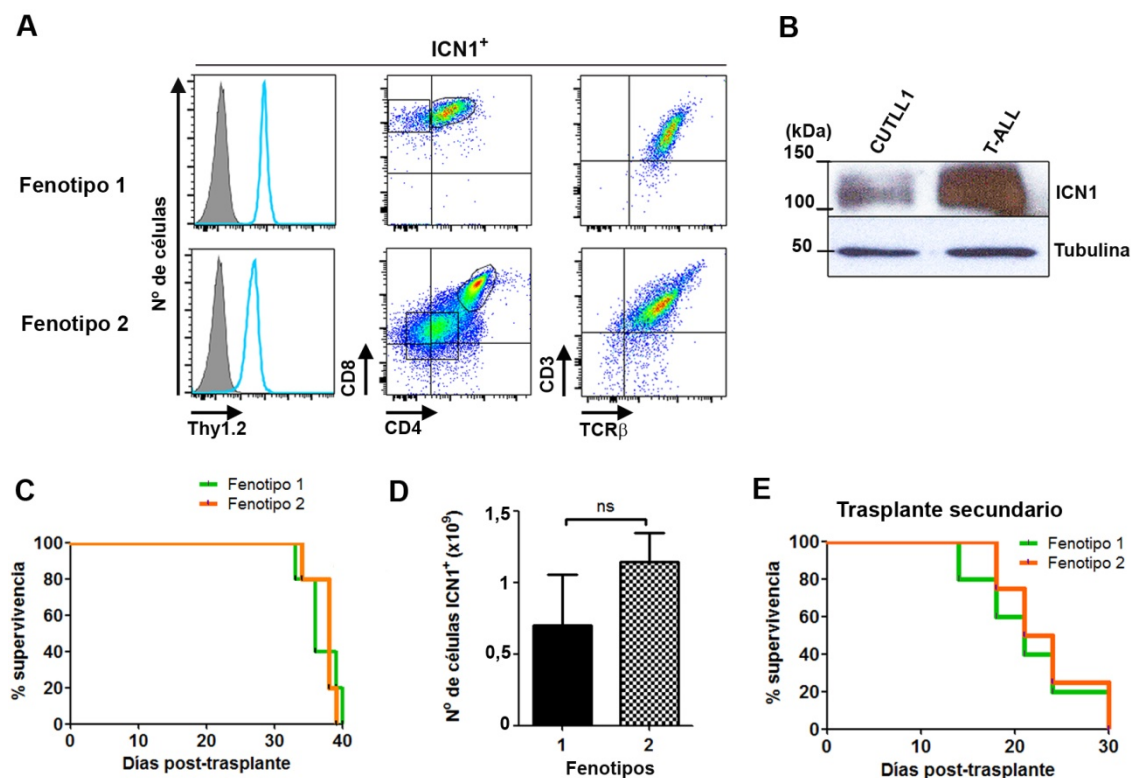 A
ICN1⁺
Fenotipo 1
Fenotipo 2
Nº de células
Thy1.2
CD8
CD4
CD3
TCRβ
B
(kDa)
CUTLL1
T-ALL
150
100
50
ICN1
Tubulina
C
Fenotipo 1
Fenotipo 2
% supervivencia
100
80
60
40
20
0
0
10
20
30
40
Días post-trasplante
D
Nº de células ICN1⁺ (x10⁹)
ns
1,5
1
0,5
0
1
2
Fenotipos
E
Trasplante secundario
Fenotipo 1
Fenotipo 2
% supervivencia
100
80
60
40
20
0
0
10
20
30
Días post-trasplante